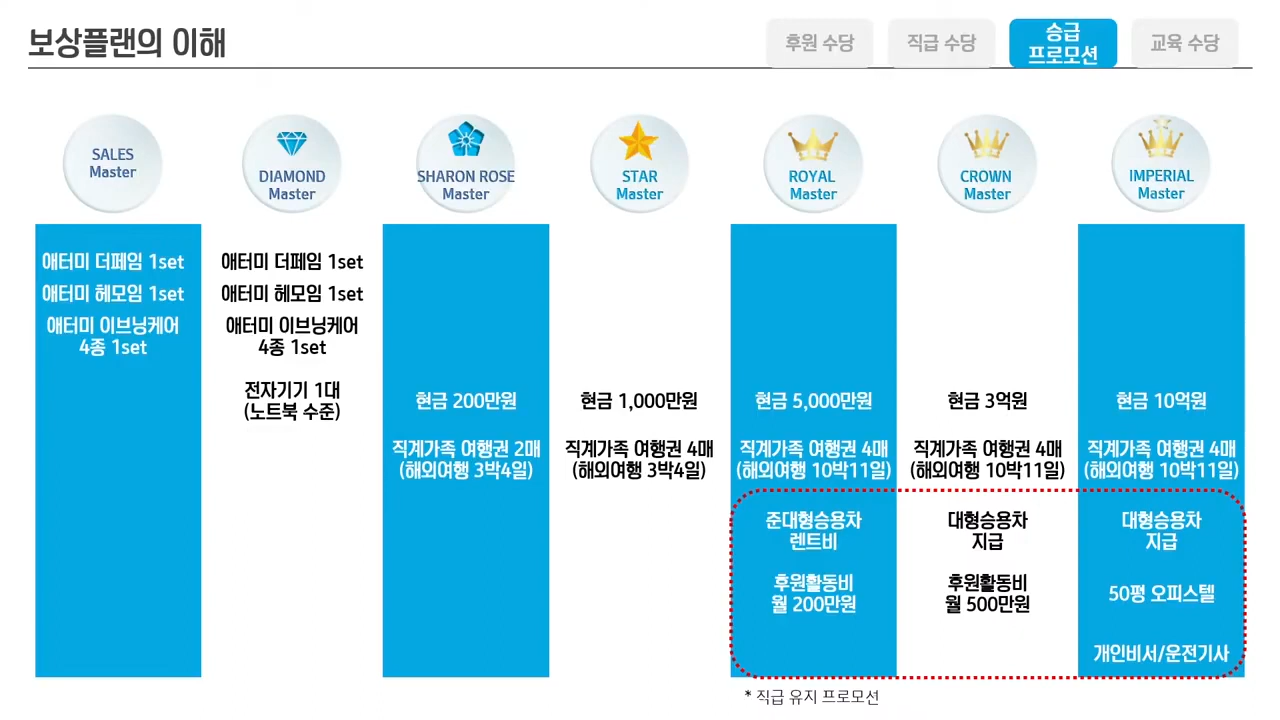 보상플랜의 이해
후원 수당
직급 수당
승급
프로모션
교육 수당
SALES
Master
DIAMOND
Master
SHARON ROSE
Master
STAR
Master
ROYAL
Master
CROWN
Master
IMPERIAL
Master
애터미 더페임 1set
애터미 헤모임 1set
애터미 이브닝케어
4종 1set
애터미 더페임 1set
애터미 헤모임 1set
애터미 이브닝케어
4종 1set
전자기기 1대
(노트북 수준)
현금 200만원
직계가족 여행권 2매
(해외여행 3박4일)
현금 1,000만원
직계가족 여행권 4매
(해외여행 3박4일)
현금 5,000만원
직계가족 여행권 4매
(해외여행 10박11일)
준대형승용차
렌트비
후원활동비
월 200만원
현금 3억원
직계가족 여행권 4매
(해외여행 10박11일)
대형승용차
지급
후원활동비
월 500만원
현금 10억원
직계가족 여행권 4매
(해외여행 10박11일)
대형승용차
지급
50평 오피스텔
개인비서/운전기사
* 직급 유지 프로모션